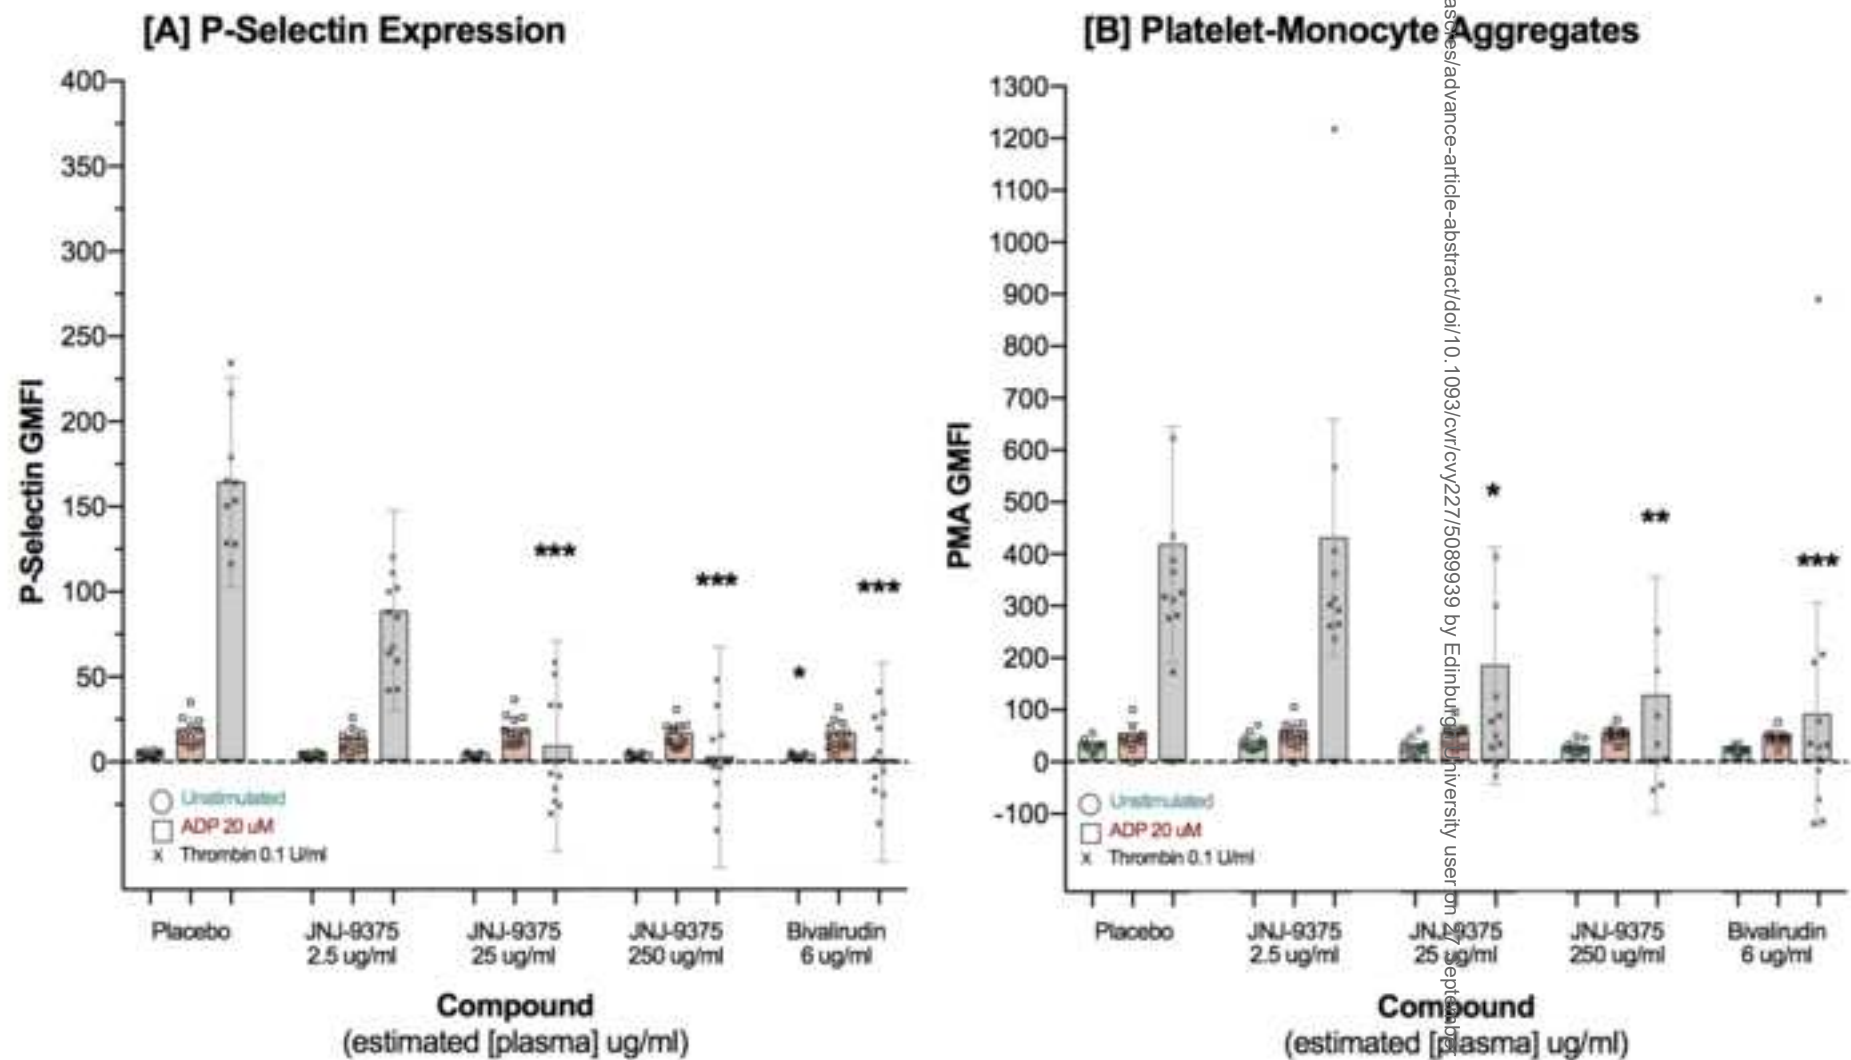 [A] P-Selectin Expression
400
350
300
250
200
150
100
50
0
P-Selectin GMFI
***
***
*
***
Unstimulated
ADP 20 uM
x Thrombin 0.1 U/ml
Placebo
JNJ-9375
2.5 ug/ml
JNJ-9375
25 ug/ml
JNJ-9375
250 ug/ml
Bivalirudin
6 ug/ml
Compound
(estimated [plasma] ug/ml)
[B] Platelet-Monocyte Aggregates
1300
1200
1100
1000
900
800
700
600
500
400
300
200
100
0
-100
PMA GMFI
*
**
***
Unstimulated
ADP 20 uM
x Thrombin 0.1 U/ml
Placebo
JNJ-9375
2.5 ug/ml
JNJ-9375
25 ug/ml
JNJ-9375
250 ug/ml
Bivalirudin
6 ug/ml
Compound
(estimated [plasma] ug/ml)
/advance-article-abstract/doi/10.1093/cvr/cvy227/5089939 by Edinburgh University user on 27 September